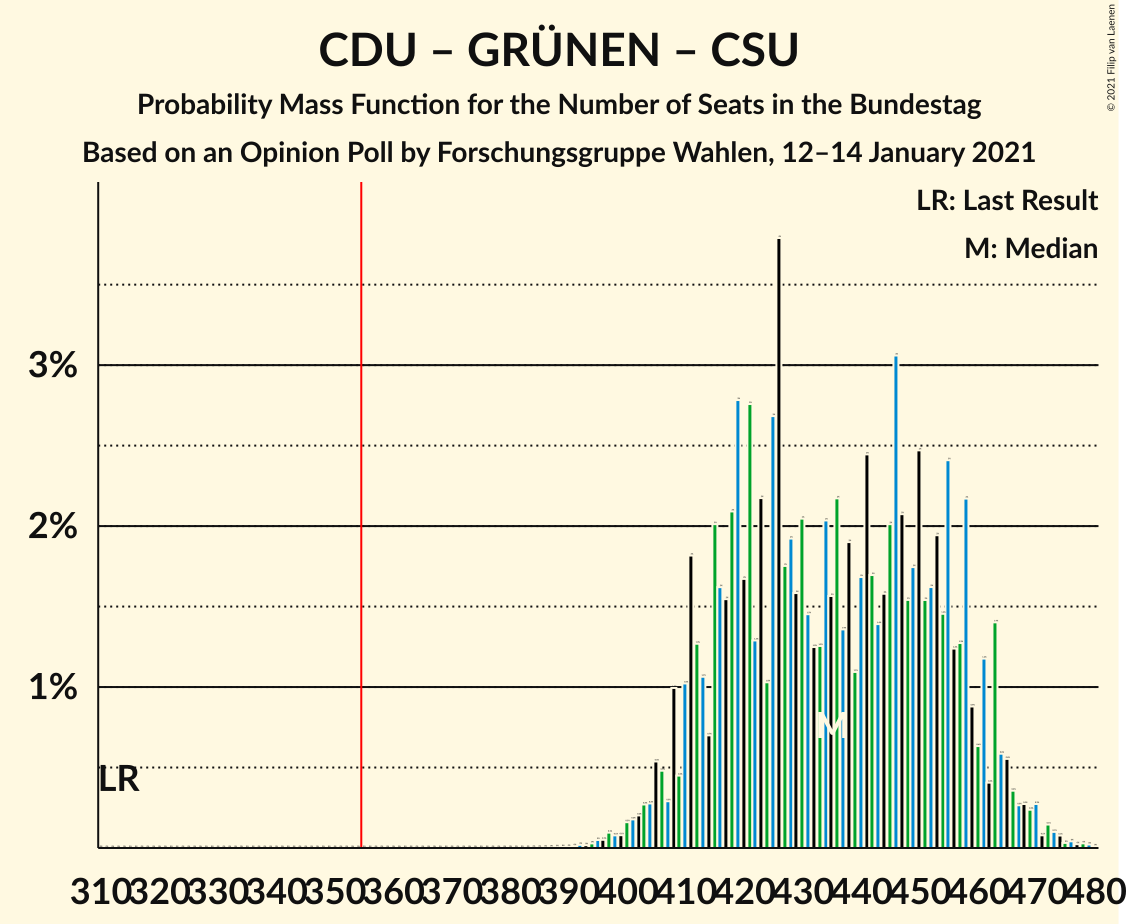 CDU – GRÜNEN – CSU
Probability Mass Function for the Number of Seats in the Bundestag
Based on an Opinion Poll by Forschungsgruppe Wahlen, 12–14 January 2021
© 2021 Filip van Laenen
LR: Last Result
M: Median
3%
2%
1%
M
LR
310 320 330 340 350 360 370 380 390 400 410 420 430 440 450 460 470 480